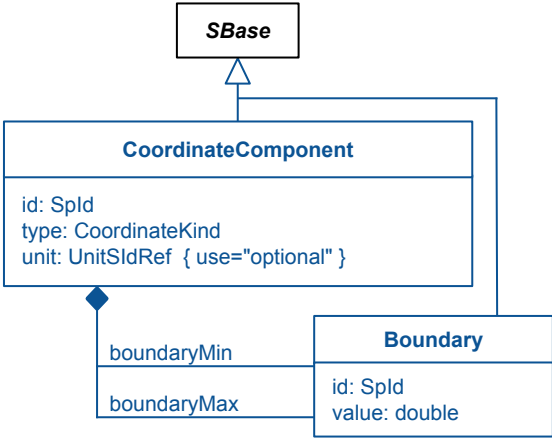 SBase
CoordinateComponent
id: SpId
type: CoordinateKind
unit: UnitSIdRef { use="optional" }
boundaryMin
boundaryMax
Boundary
id: SpId
value: double